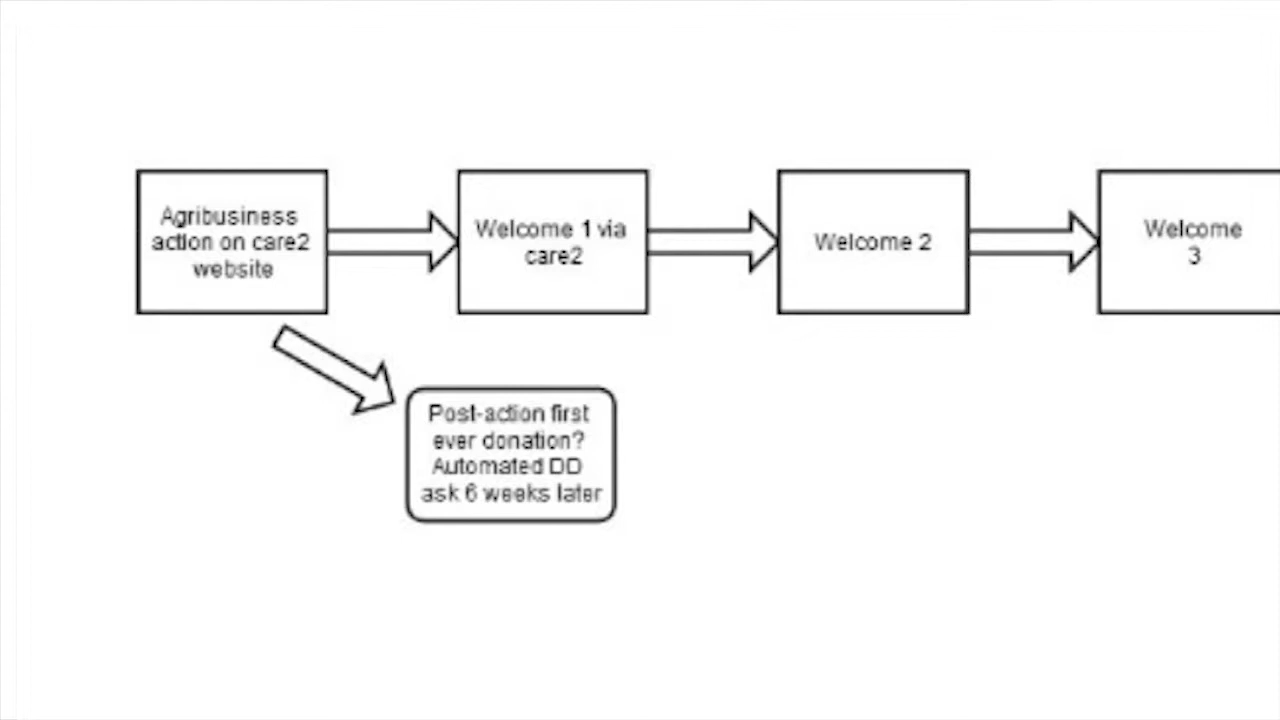 Agribusiness
action on care2
website
Welcome 1 via
care2
Welcome 2
Welcome
3
Post-action first
ever donation?
Automated DD
ask 6 weeks later